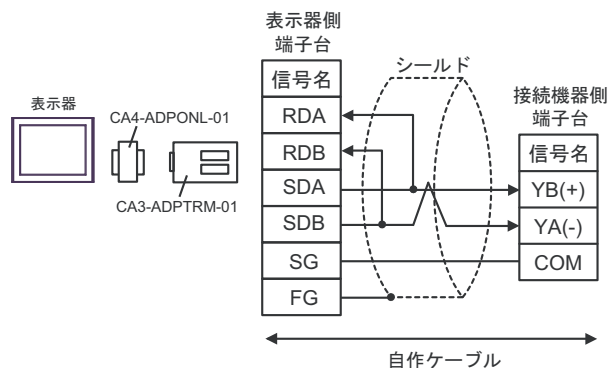 表示器側
端子台
信号名
RDA
RDB
SDA
SDB
SG
FG
シールド
接続機器側
端子台
信号名
YB(+)
YA(-)
COM
表示器
CA4-ADPONL-01
CA3-ADPTRM-01
自作ケーブル